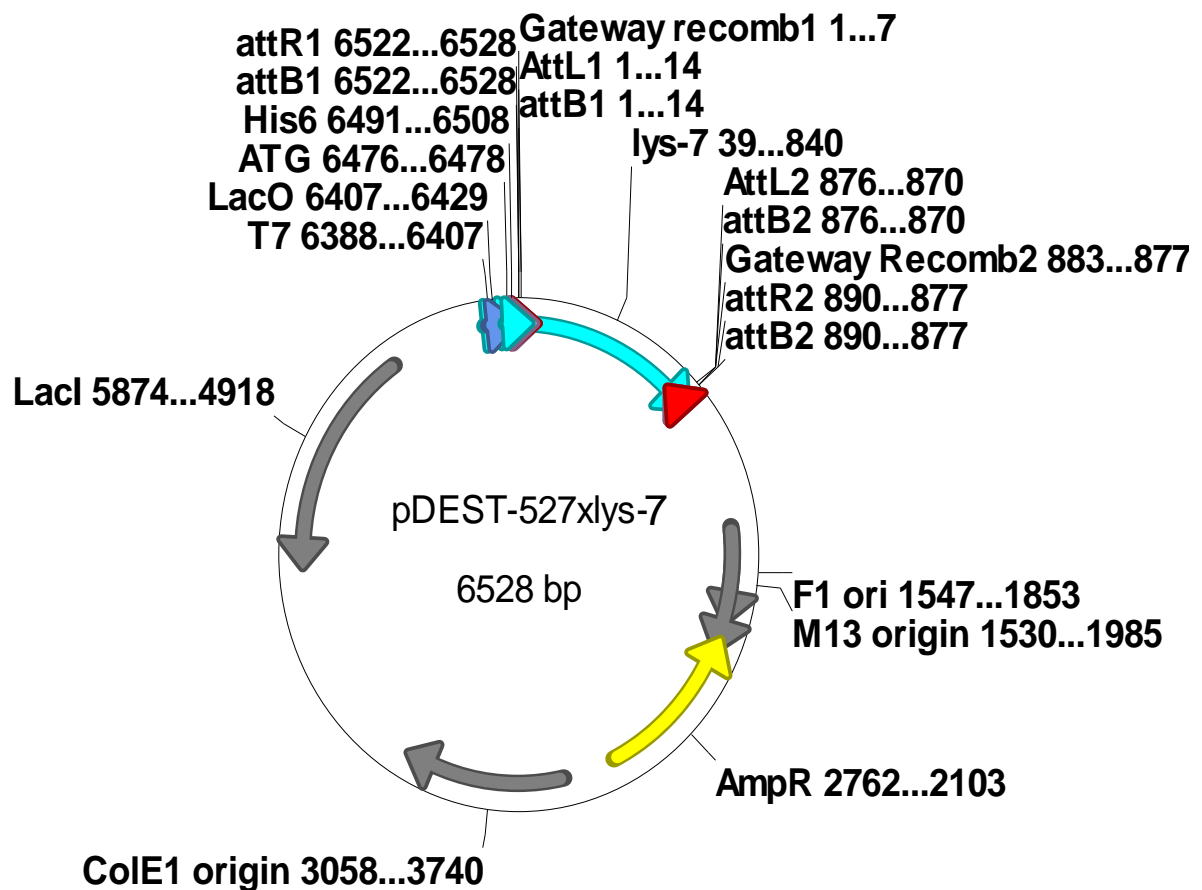 attR1 6522...6528
attB1 6522...6528
His6 6491...6508
ATG 6476...6478
LacO 6407...6429
T7 6388...6407
Gateway recomb1 1...7
AttL1 1...14
attB1 1...14
lys-7 39...840
AttL2 876...870
attB2 876...870
Gateway Recomb2 883...877
attR2 890...877
attB2 890...877
LacI 5874...4918
pDEST-527xlys-7
6528 bp
F1 ori 1547...1853
M13 origin 1530...1985
AmpR 2762...2103
ColE1 origin 3058...3740